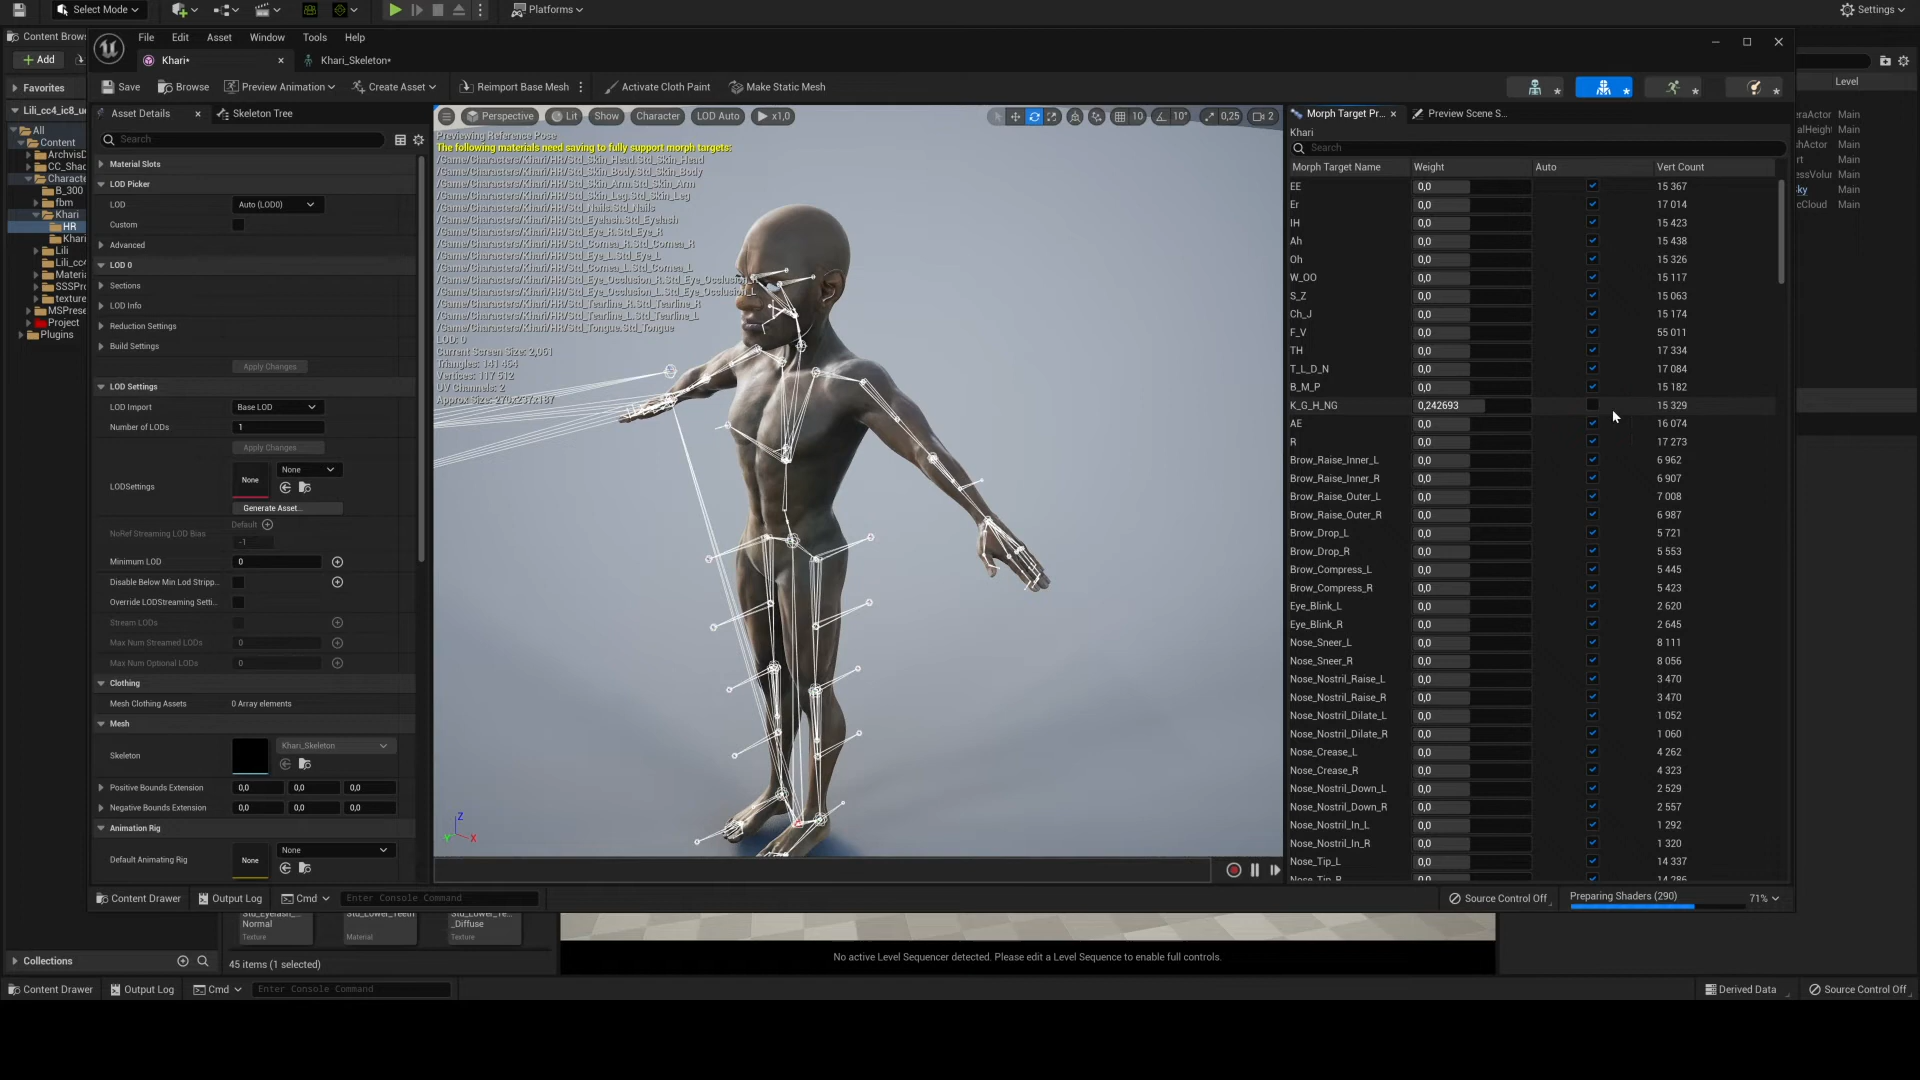 Select Mode
Platforms
Settings
Content Brows
File Edit Asset Window Tools Help
Add
Khari*
Khari_Skeleton*
Level
Favorites
Save
Browse
Preview Animation
Create Asset
Reimport Base Mesh
Activate Cloth Paint
Make Static Mesh
Lili_cc4_ic8_u
All
Content
ArchvisD
CC_Shad
Characte
B_300
fbm
Khari
HR
Khari
Lili
Lili_cc4
Materia
SSSPro
texture
MSPrese
Project
Plugins
Asset Details
Skeleton Tree
Search
Material Slots
LOD Picker
LOD Auto (LOD0)
Custom
Advanced
LOD 0
Sections
LOD Info
Reduction Settings
Build Settings
Apply Changes
LOD Settings
LOD Import Base LOD
Number of LODs 1
Apply Changes
LODSettings None None
Generate Asset...
Default
NoRef Streaming LOD Bias -1
Minimum LOD 0
Disable Below Min Lod Stripp...
Override LODStreaming Setti...
Stream LODs
Max Num Streamed LODs 0
Max Num Optional LODs 0
Clothing
Mesh Clothing Assets 0 Array elements
Mesh
Skeleton Khari_Skeleton
Positive Bounds Extension 0,0 0,0 0,0
Negative Bounds Extension 0,0 0,0 0,0
Animation Rig
Default Animating Rig None None
Perspective Lit Show Character LOD Auto x1,0
10 10° 0,25 2
Previewing Reference Pose
The following materials need saving to fully support morph targets:
/Game/Characters/Khari/HR/Std_Skin_Head.Std_Skin_Head
/Game/Characters/Khari/HR/Std_Skin_Body.Std_Skin_Body
/Game/Characters/Khari/HR/Std_Skin_Arm.Std_Skin_Arm
/Game/Characters/Khari/HR/Std_Skin_Leg.Std_Skin_Leg
/Game/Characters/Khari/HR/Std_Nails.Std_Nails
/Game/Characters/Khari/HR/Std_Eyelash.Std_Eyelash
/Game/Characters/Khari/HR/Std_Eye_R.Std_Eye_R
/Game/Characters/Khari/HR/Std_Cornea_R.Std_Cornea_R
/Game/Characters/Khari/HR/Std_Eye_L.Std_Eye_L
/Game/Characters/Khari/HR/Std_Cornea_L.Std_Cornea_L
/Game/Characters/Khari/HR/Std_Eye_Occlusion_R.Std_Eye_Occlusion_R
/Game/Characters/Khari/HR/Std_Eye_Occlusion_L.Std_Eye_Occlusion_L
/Game/Characters/Khari/HR/Std_Tearline_R.Std_Tearline_R
/Game/Characters/Khari/HR/Std_Tearline_L.Std_Tearline_L
/Game/Characters/Khari/HR/Std_Tongue.Std_Tongue
LOD: 0
Current Screen Size: 2,051
Triangles: 141 464
Vertices: 117 512
UV Channels: 2
Approx Size: 270x237x187
Z
Y X
Morph Target Pr...
Preview Scene S...
Khari
Search
Morph Target Name Weight Auto Vert Count
EE 0,0 15 367
Er 0,0 17 014
IH 0,0 15 423
Ah 0,0 15 438
Oh 0,0 15 326
W_OO 0,0 15 117
S_Z 0,0 15 063
Ch_J 0,0 15 174
F_V 0,0 55 011
TH 0,0 17 334
T_L_D_N 0,0 17 084
B_M_P 0,0 15 182
K_G_H_NG 0,242693 15 329
AE 0,0 16 074
R 0,0 17 273
Brow_Raise_Inner_L 0,0 6 962
Brow_Raise_Inner_R 0,0 6 907
Brow_Raise_Outer_L 0,0 7 008
Brow_Raise_Outer_R 0,0 6 987
Brow_Drop_L 0,0 5 721
Brow_Drop_R 0,0 5 553
Brow_Compress_L 0,0 5 445
Brow_Compress_R 0,0 5 423
Eye_Blink_L 0,0 2 620
Eye_Blink_R 0,0 2 645
Nose_Sneer_L 0,0 8 111
Nose_Sneer_R 0,0 8 056
Nose_Nostril_Raise_L 0,0 3 470
Nose_Nostril_Raise_R 0,0 3 470
Nose_Nostril_Dilate_L 0,0 1 052
Nose_Nostril_Dilate_R 0,0 1 060
Nose_Crease_L 0,0 4 262
Nose_Crease_R 0,0 4 323
Nose_Nostril_Down_L 0,0 2 529
Nose_Nostril_Down_R 0,0 2 557
Nose_Nostril_In_L 0,0 1 292
Nose_Nostril_In_R 0,0 1 320
Nose_Tip_L 0,0 14 337
Nose_Tip_R 0,0 14 286
eraActor Main
alHeight Main
shActor Main
rt Main
essVolur Main
ky Main
cCloud Main
Content Drawer
Output Log
Cmd
Enter Console Command
Source Control Off
Preparing Shaders (290)
71%
Std_Eyelash_...
Normal
Texture
Std_Lower_Teeth
Material
Std_Lower_Te...
_Diffuse
Texture
Collections
45 items (1 selected)
No active Level Sequencer detected. Please edit a Level Sequence to enable full controls.
Content Drawer
Output Log
Cmd
Enter Console Command
Derived Data
Source Control Off